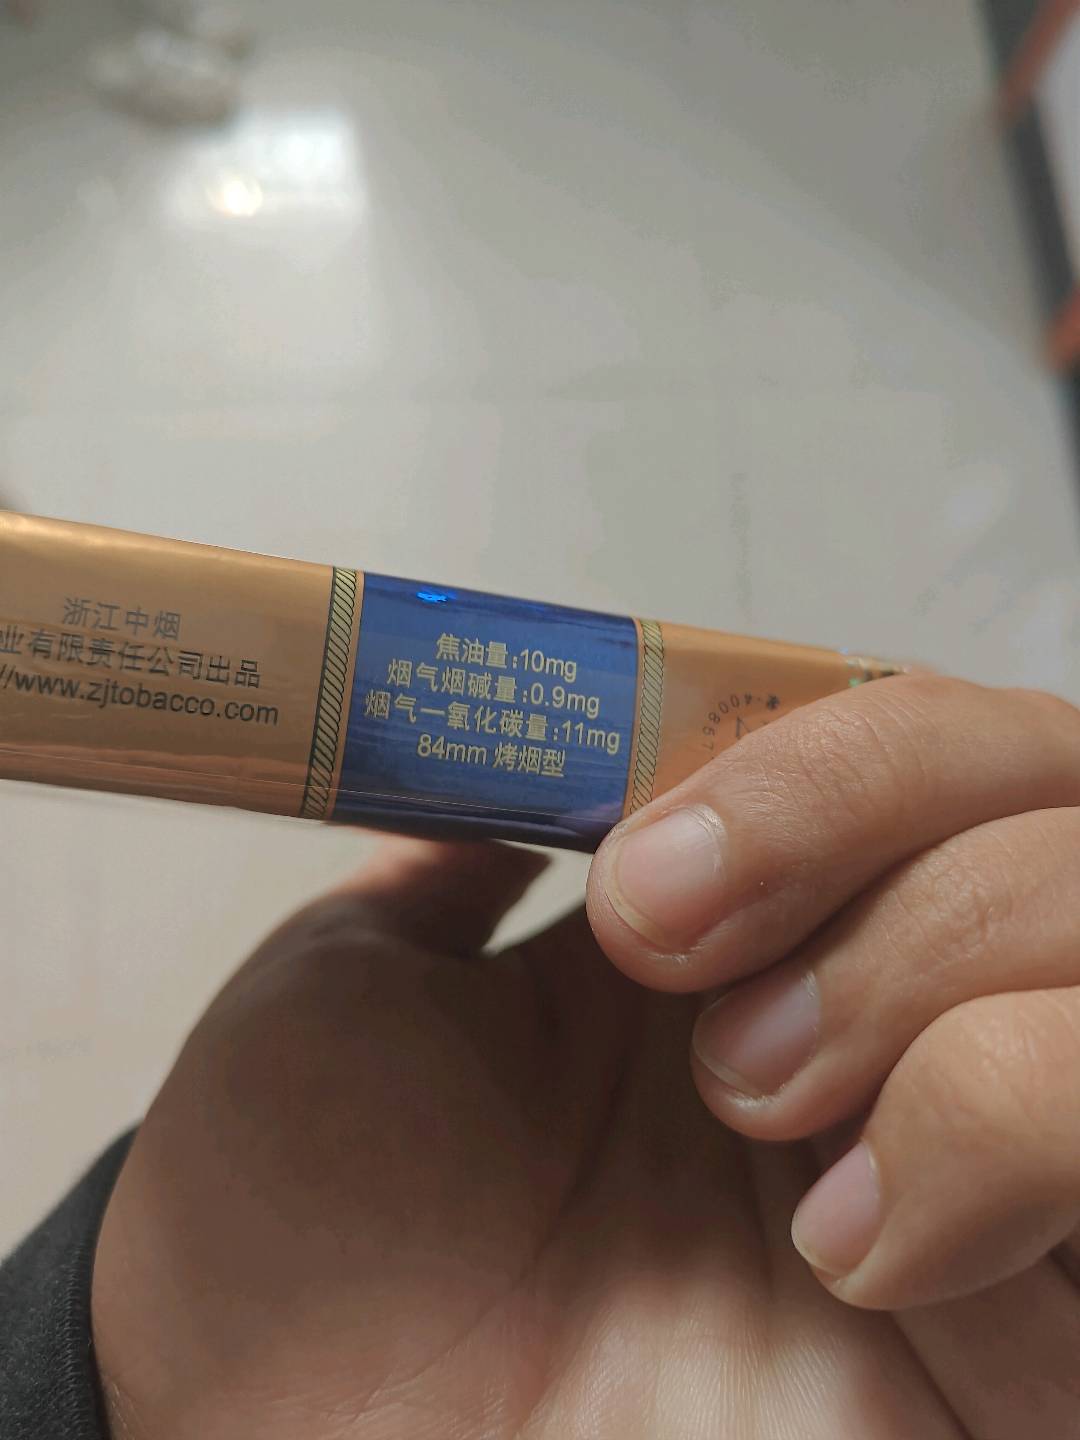 浙江中烟
业有限责任公司出品
//www.zjtobacco.com
焦油量:10mg
烟气烟碱量:0.9mg
烟气一氧化碳量:11mg
84mm 烤烟型
400857